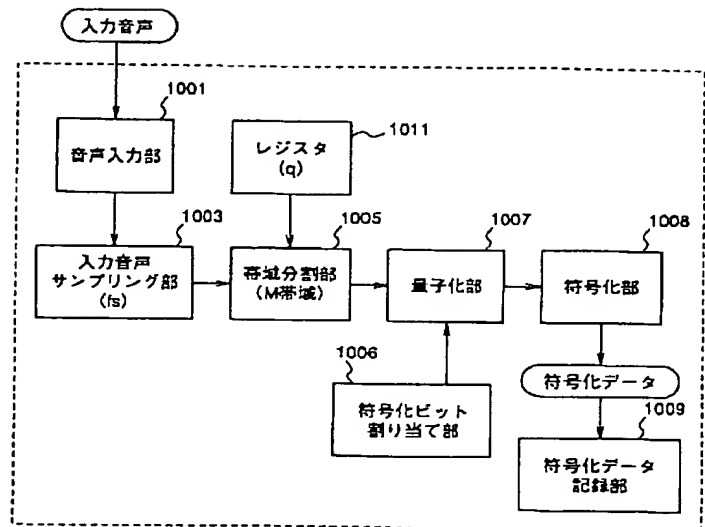 入力音声
1001
音声入力部
1011
レジスタ
(q)
1003
入力音声
サンプリング部
(fs)
1005
帯域分割部
(M帯域)
1007
量子化部
1008
符号化部
1006
符号化ビット
割り当て部
符号化データ
1009
符号化データ
記録部